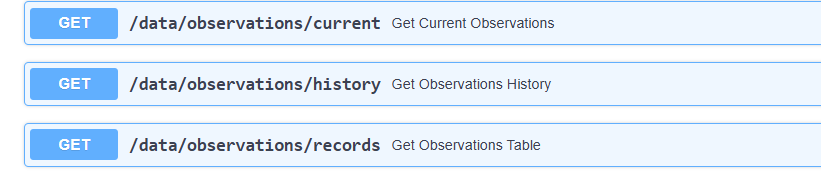 GET /data/observations/current Get Current Observations
GET /data/observations/history Get Observations History
GET /data/observations/records Get Observations Table